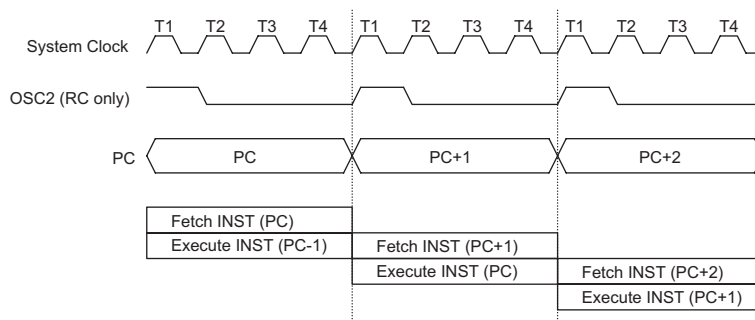 T1 T2 T3 T4 T1 T2 T3 T4 T1 T2 T3 T4
System Clock
OSC2 (RC only)
PC PC PC+1 PC+2
Fetch INST (PC)
Execute INST (PC-1) Fetch INST (PC+1)
Execute INST (PC) Fetch INST (PC+2)
Execute INST (PC+1)